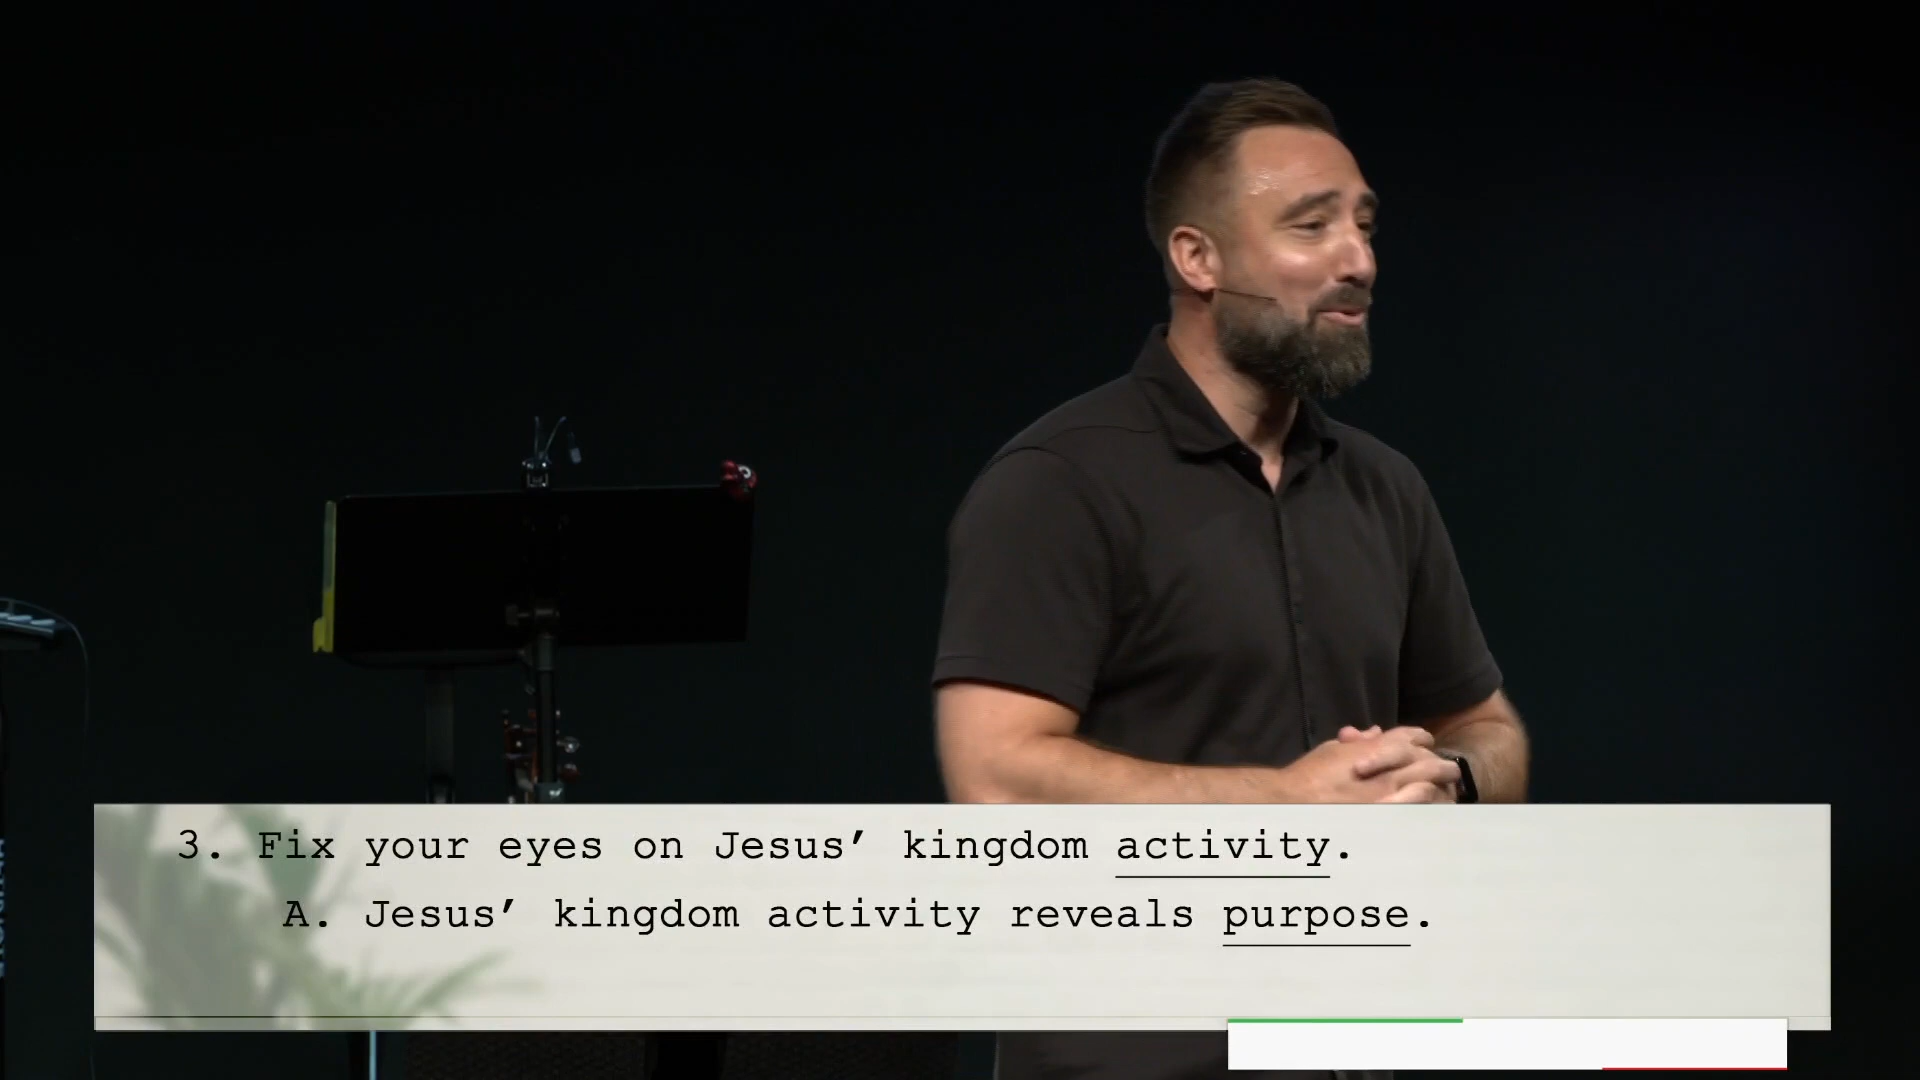 3. Fix your eyes on Jesus’ kingdom activity.
A. Jesus’ kingdom activity reveals purpose.